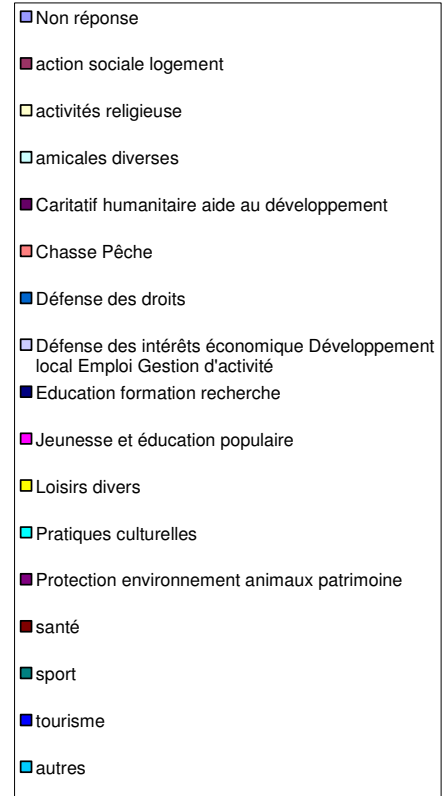 Non réponse
action sociale logement
activités religieuse
amicales diverses
Caritatif humanitaire aide au développement
Chasse Pêche
Défense des droits
Défense des intérêts économique Développement
local Emploi Gestion d'activité
Education formation recherche
Jeunesse et éducation populaire
Loisirs divers
Pratiques culturelles
Protection environnement animaux patrimoine
santé
sport
tourisme
autres